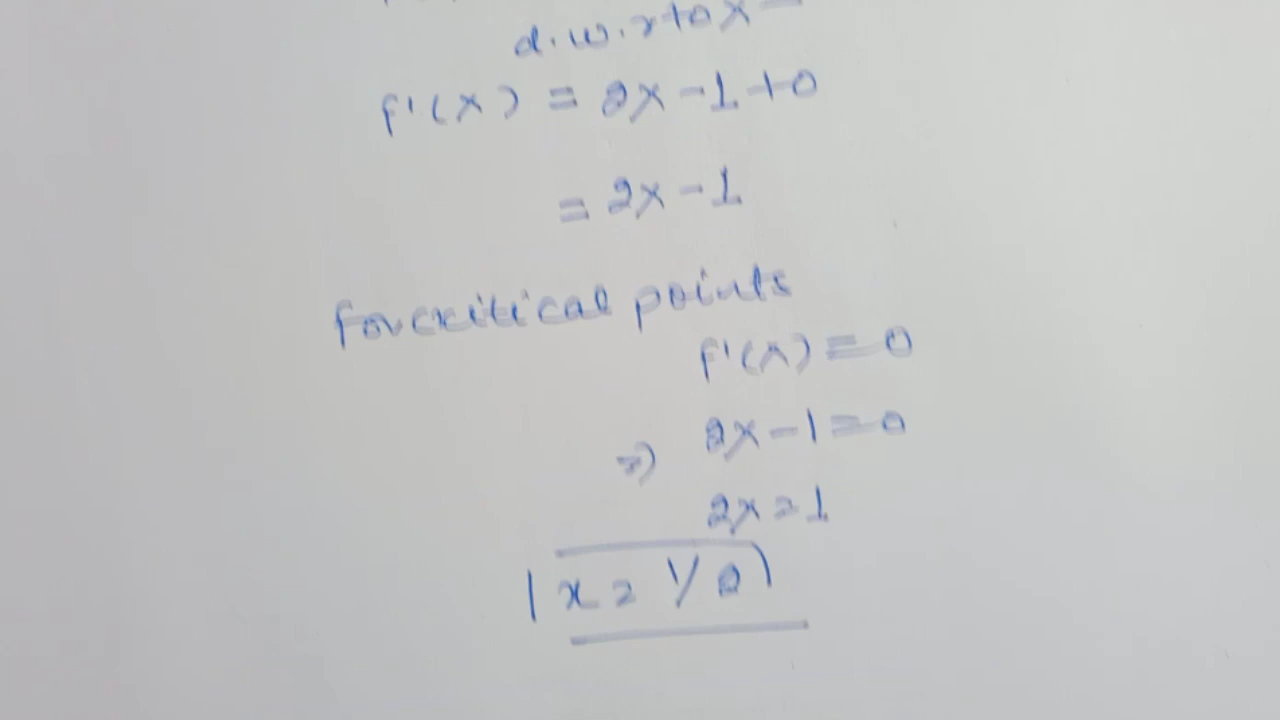 d.w.r to x
f'(x) = 2x - 1 + 0
= 2x - 1
for critical points
f'(x) = 0
⇒ 2x - 1 = 0
2x = 1
x = 1/2